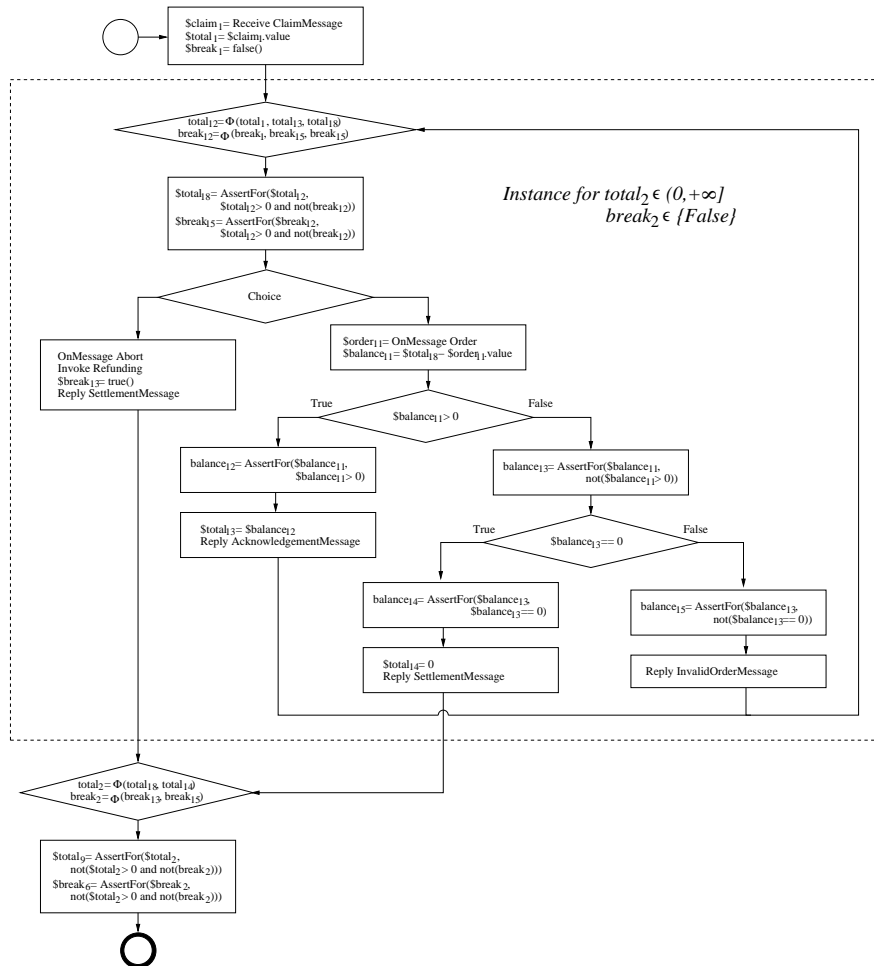 $claim₁= Receive ClaimMessage
$total₁= $claim₁.value
$break₁= false()
total₁₂=Φ(total₁, total₁₃, total₁₈)
break₁₂=Φ(break₁, break₁₅, break₁₅)
$total₁₈= AssertFor($total₁₂,
$total₁₂> 0 and not(break₁₂))
$break₁₅= AssertFor($break₁₂,
$total₁₂> 0 and not(break₁₂))
Instance for total₂ ϵ (0,+∞]
break₂ ϵ {False}
Choice
OnMessage Abort
Invoke Refunding
$break₁₃= true()
Reply SettlementMessage
$order₁₁= OnMessage Order
$balance₁₁= $total₁₈− $order₁₁.value
True
False
$balance₁₁> 0
balance₁₂= AssertFor($balance₁₁,
$balance₁₁> 0)
balance₁₃= AssertFor($balance₁₁,
not($balance₁₁> 0))
$total₁₃= $balance₁₂
Reply AcknowledgementMessage
True
False
$balance₁₃== 0
balance₁₄= AssertFor($balance₁₃,
$balance₁₃== 0)
balance₁₅= AssertFor($balance₁₃,
not($balance₁₃== 0))
$total₁₄= 0
Reply SettlementMessage
Reply InvalidOrderMessage
total₂=Φ(total₁₈, total₁₄)
break₂=Φ(break₁₃, break₁₅)
$total₉= AssertFor($total₂,
not($total₂> 0 and not(break₂)))
$break₆= AssertFor($break₂,
not($total₂> 0 and not(break₂)))